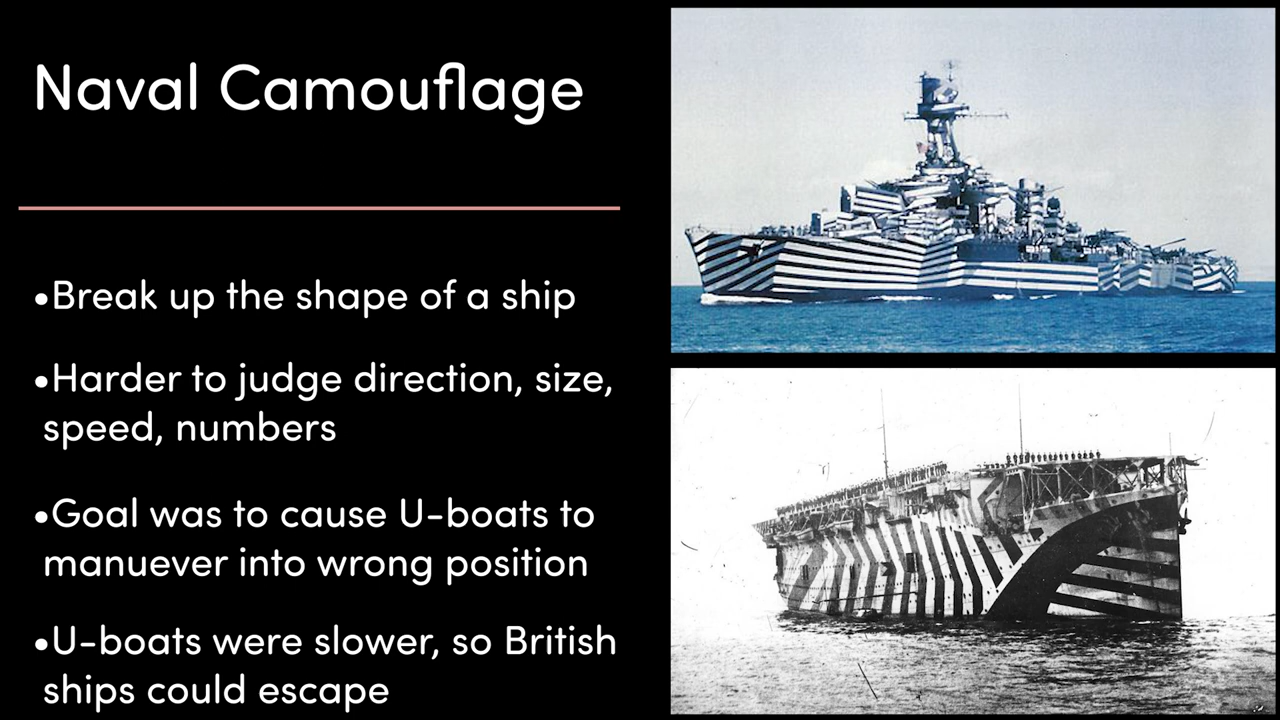 Naval Camouflage
•Break up the shape of a ship
•Harder to judge direction, size,
speed, numbers
•Goal was to cause U-boats to
manuever into wrong position
•U-boats were slower, so British
ships could escape